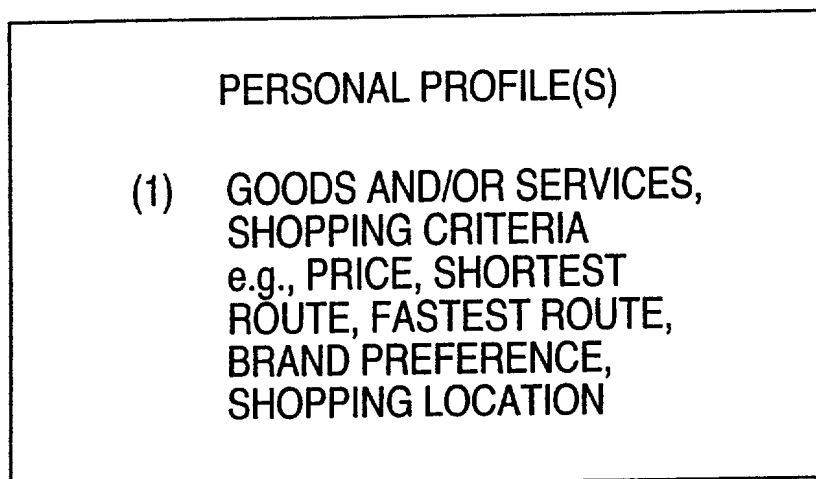 PERSONAL PROFILE(S)
(1) GOODS AND/OR SERVICES,
SHOPPING CRITERIA
e.g., PRICE, SHORTEST
ROUTE, FASTEST ROUTE,
BRAND PREFERENCE,
SHOPPING LOCATION